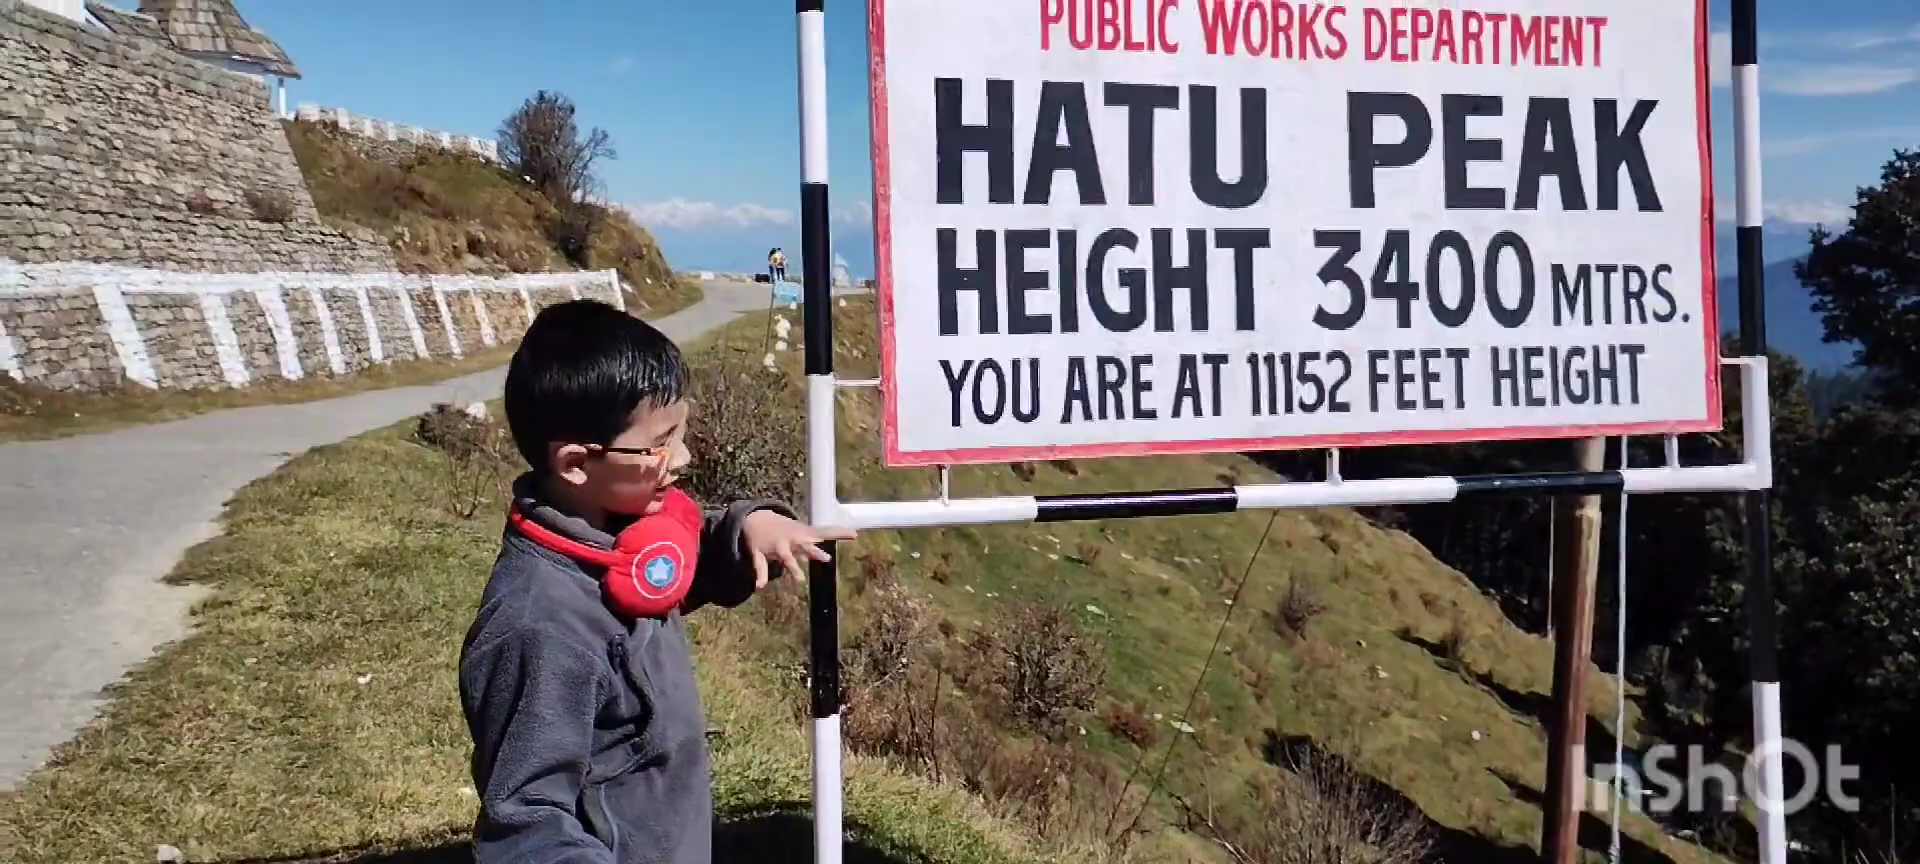 PUBLIC WORKS DEPARTMENT
HATU PEAK
HEIGHT 3400 MTRS.
YOU ARE AT 11152 FEET HEIGHT
InShOt